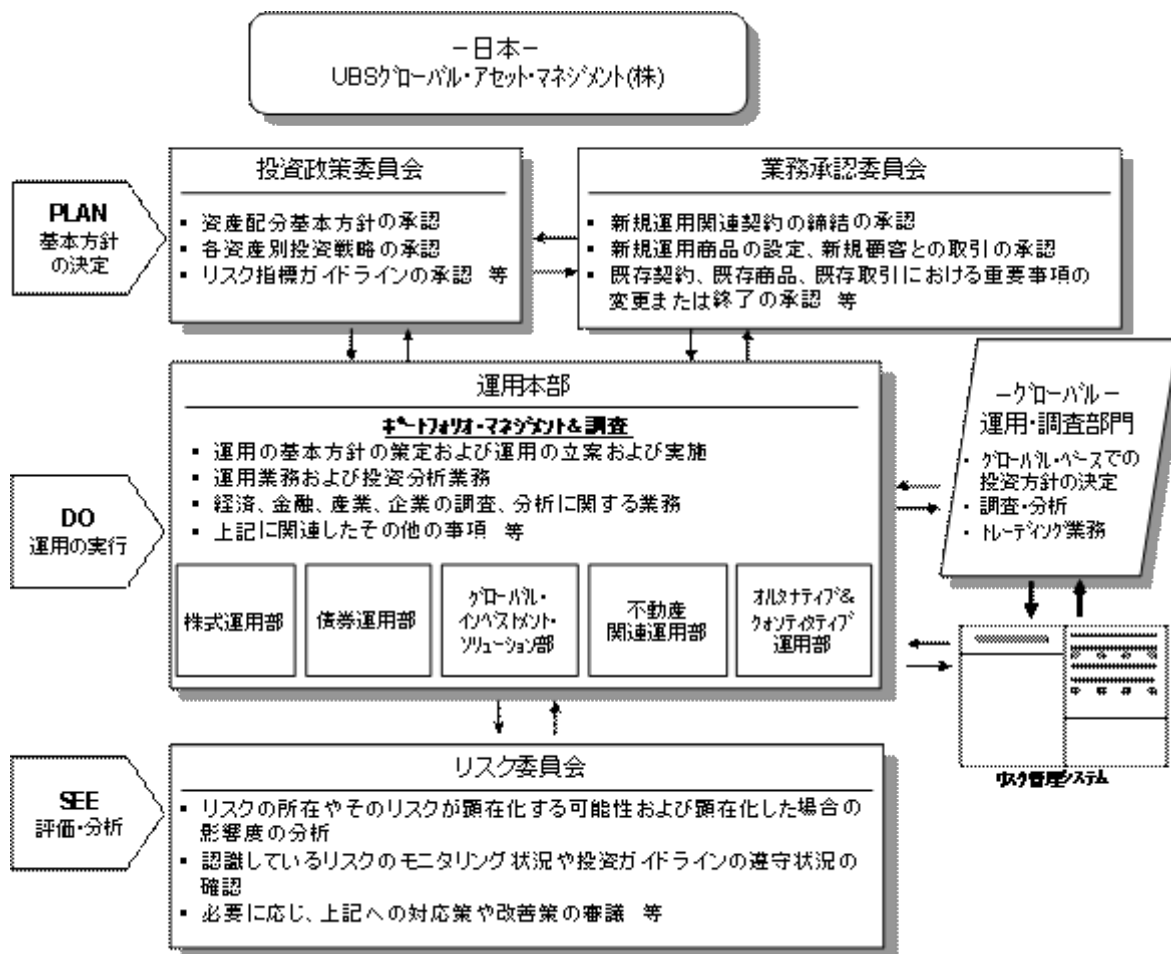 －日本－
UBSグローバル・アセット・マネジメント(株)
PLAN
基本方針
の決定
投資政策委員会
▪ 資産配分基本方針の承認
▪ 各資産別投資戦略の承認
▪ リスク指標ガイドラインの承認 等
業務承認委員会
▪ 新規運用関連契約の締結の承認
▪ 新規運用商品の設定、新規顧客との取引の承認
▪ 既存契約、既存商品、既存取引における重要事項の
変更または終了の承認 等
DO
運用の実行
運用本部
ポートフォリオ・マネジメント＆調査
▪ 運用の基本方針の策定および運用の立案および実施
▪ 運用業務および投資分析業務
▪ 経済、金融、産業、企業の調査、分析に関する業務
▪ 上記に関連したその他の事項 等
株式運用部
債券運用部
グローバル・
インベストメント・
ソリューション部
不動産
関連運用部
オルタナティブ＆
クォンティタティブ
運用部
－グローバル－
運用・調査部門
▪ グローバル・ベースでの
投資方針の決定
▪ 調査・分析
▪ トレーディング業務
リスク管理システム
SEE
評価・分析
リスク委員会
▪ リスクの所在やそのリスクが顕在化する可能性および顕在化した場合の
影響度の分析
▪ 認識しているリスクのモニタリング状況や投資ガイドラインの遵守状況の
確認
▪ 必要に応じ、上記への対応策や改善策の審議 等